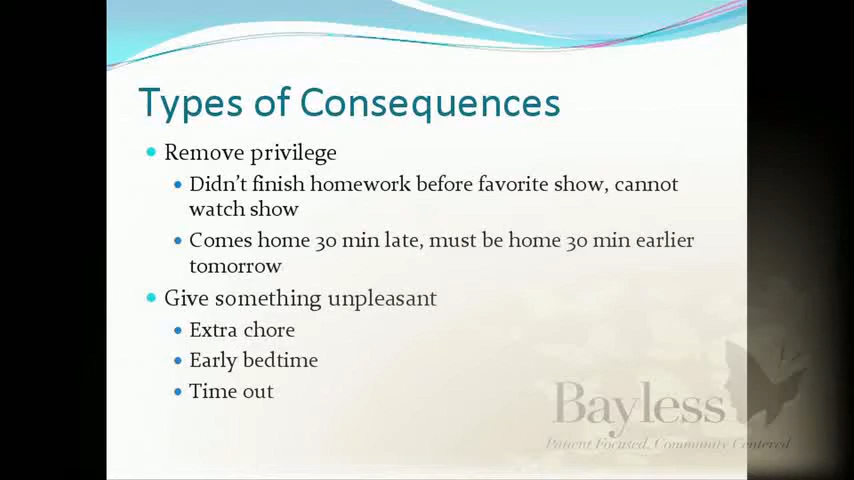 Types of Consequences
Remove privilege
Didn't finish homework before favorite show, cannot
watch show
Comes home 30 min late, must be home 30 min earlier
tomorrow
Give something unpleasant
Extra chore
Early bedtime
Time out
Bayless
Patient Focused, Community Centered